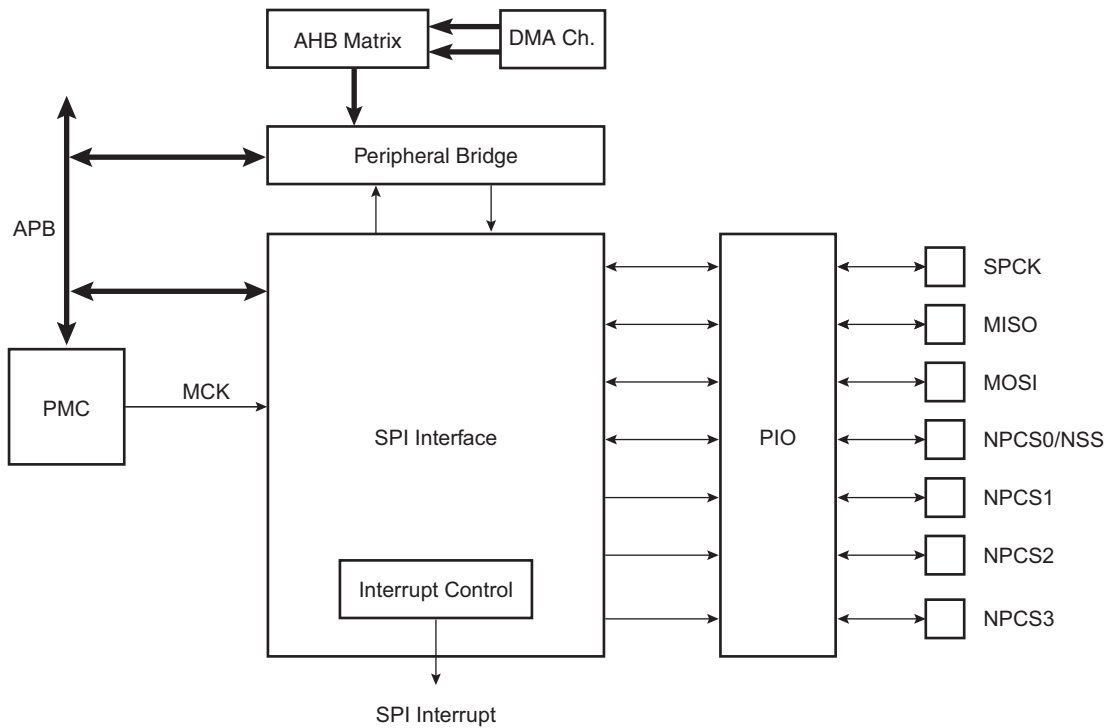 AHB Matrix
DMA Ch.
Peripheral Bridge
APB
SPCK
MISO
MCK
MOSI
PMC
SPI Interface
PIO
NPCS0/NSS
NPCS1
NPCS2
Interrupt Control
NPCS3
SPI Interrupt